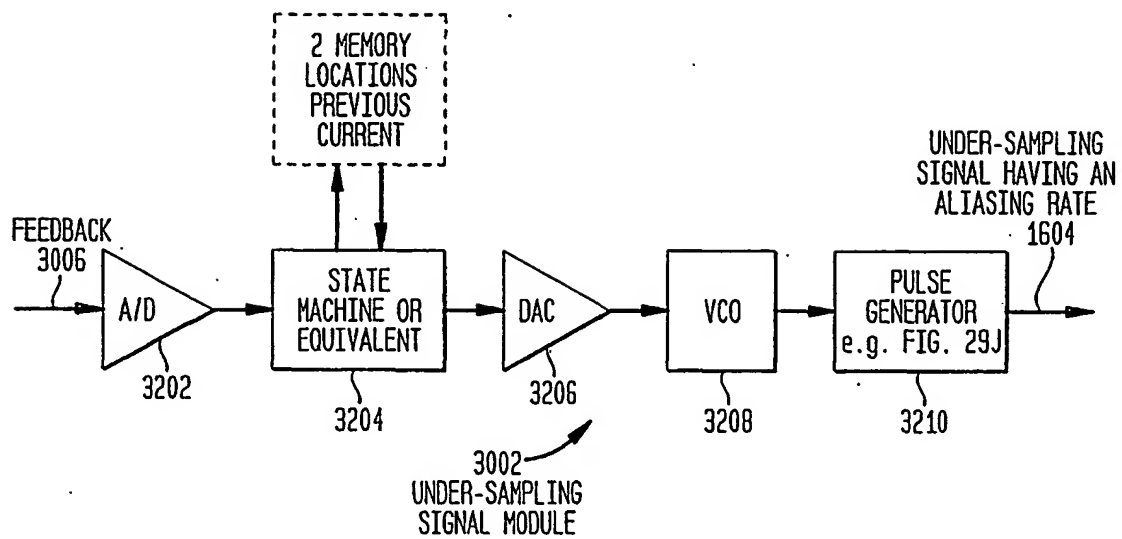 2 MEMORY
LOCATIONS
PREVIOUS
CURRENT
UNDER-SAMPLING
SIGNAL HAVING AN
ALIASING RATE
1604
FEEDBACK
3006
A/D
STATE
MACHINE OR
EQUIVALENT
DAC
VCO
PULSE
GENERATOR
e.g. FIG. 29J
3202
3204
3206
3208
3210
3002
UNDER-SAMPLING
SIGNAL MODULE